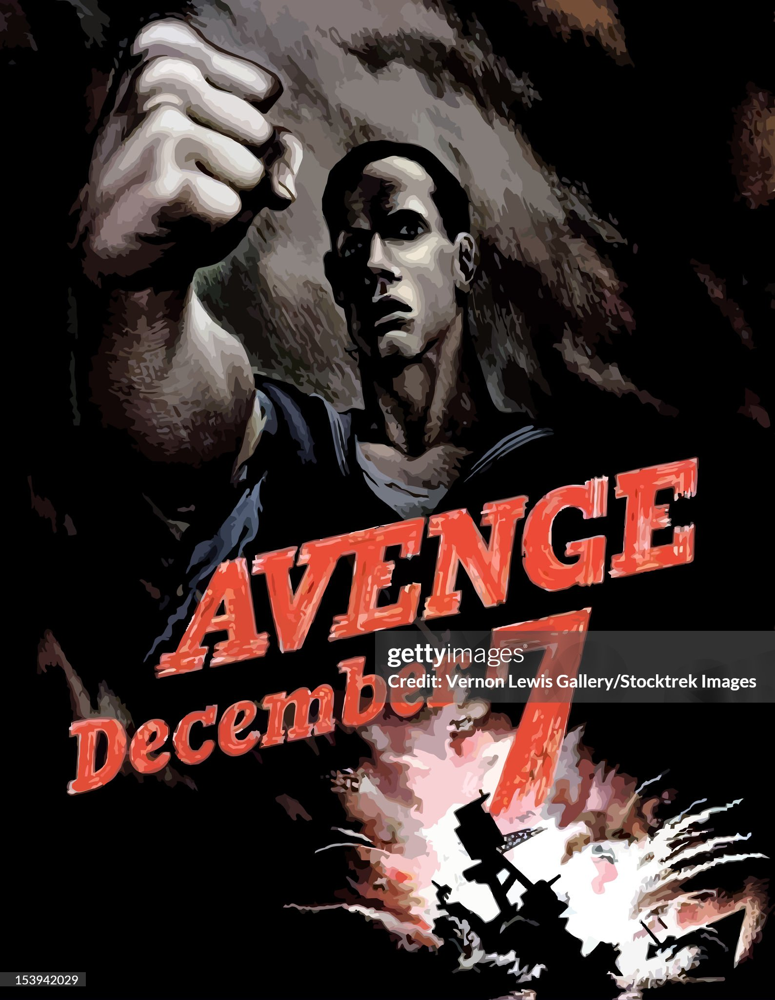 AVENGE
December 7
gettyimages®
Credit: Vernon Lewis Gallery/Stocktrek Images
153942029